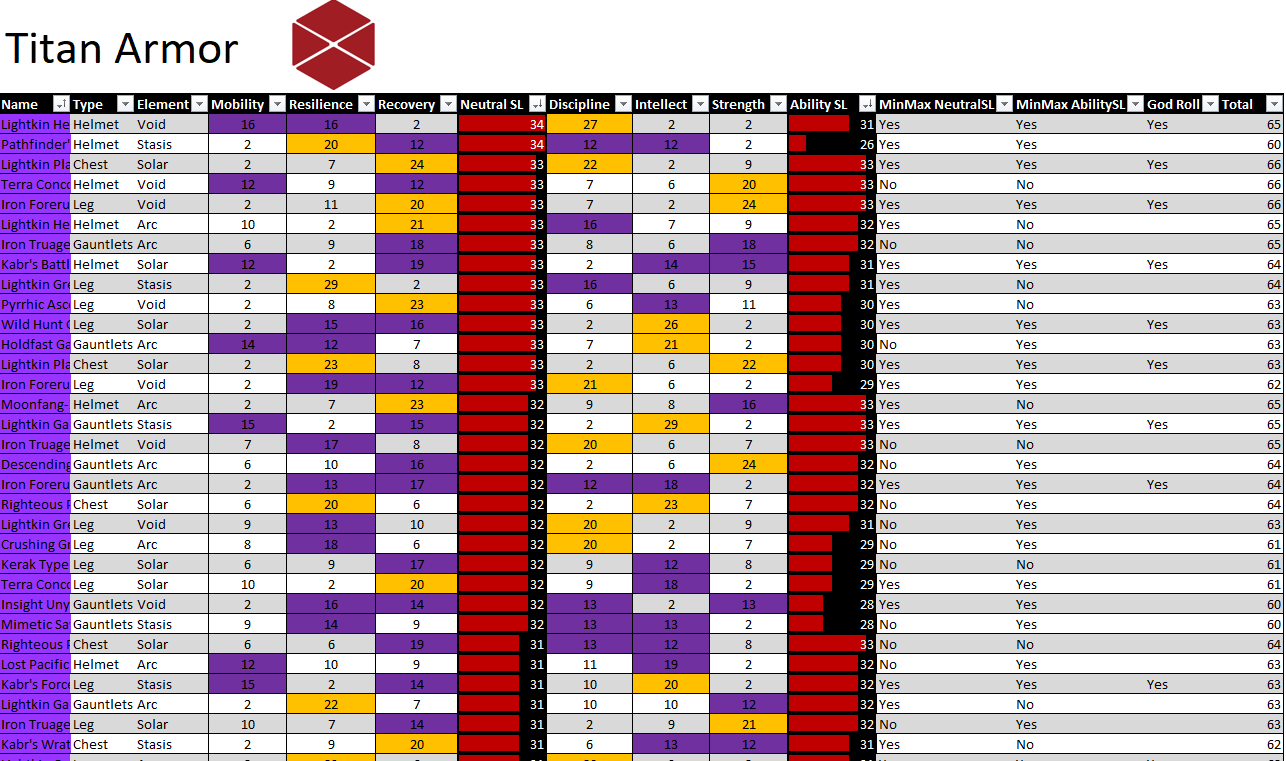 Titan Armor
Name Type Element Mobility Resilience Recovery Neutral SL Discipline Intellect Strength Ability SL MinMax NeutralSL MinMax AbilitySL God Roll Total
Lightkin He Helmet Void 16 16 2 34 27 2 2 31 Yes Yes Yes 65
Pathfinder' Helmet Stasis 2 20 12 34 12 12 2 26 Yes Yes 60
Lightkin Pla Chest Solar 2 7 24 33 22 2 9 33 Yes Yes Yes 66
Terra Conco Helmet Void 12 9 12 33 7 6 20 33 No No 66
Iron Foreru Leg Void 2 11 20 33 7 2 24 33 Yes Yes Yes 66
Lightkin He Helmet Arc 10 2 21 33 16 7 9 32 Yes No 65
Iron Truage Gauntlets Arc 6 9 18 33 8 6 18 32 No No 65
Kabr's Battl Helmet Solar 12 2 19 33 2 14 15 31 Yes Yes Yes 64
Lightkin Gre Leg Stasis 2 29 2 33 16 6 9 31 Yes No 64
Pyrrhic Asc Leg Void 2 8 23 33 6 13 11 30 Yes No 63
Wild Hunt G Leg Solar 2 15 16 33 2 26 2 30 Yes Yes Yes 63
Holdfast Ga Gauntlets Arc 14 12 7 33 7 21 2 30 No Yes 63
Lightkin Pla Chest Solar 2 23 8 33 2 6 22 30 Yes Yes Yes 63
Iron Foreru Leg Void 2 19 12 33 21 6 2 29 Yes Yes 62
Moonfang- Helmet Arc 2 7 23 32 9 8 16 33 Yes No 65
Lightkin Ga Gauntlets Stasis 15 2 15 32 2 29 2 33 Yes Yes Yes 65
Iron Truage Helmet Void 7 17 8 32 20 6 7 33 No No 65
Descending Gauntlets Arc 6 10 16 32 2 6 24 32 No Yes 64
Iron Foreru Gauntlets Arc 2 13 17 32 12 18 2 32 Yes Yes Yes 64
Righteous P Chest Solar 6 20 6 32 2 23 7 32 No Yes 64
Lightkin Gre Leg Void 9 13 10 32 20 2 9 31 No Yes 63
Crushing Gr Leg Arc 8 18 6 32 20 2 7 29 No Yes 61
Kerak Type Leg Solar 6 9 17 32 9 12 8 29 No No 61
Terra Conco Leg Solar 10 2 20 32 9 18 2 29 Yes Yes 61
Insight Uny Gauntlets Void 2 16 14 32 13 2 13 28 Yes Yes 60
Mimetic Sa Gauntlets Stasis 9 14 9 32 13 13 2 28 No Yes 60
Righteous P Chest Solar 6 6 19 31 13 12 8 33 No No 64
Lost Pacific Helmet Arc 12 10 9 31 11 19 2 32 No Yes 63
Kabr's Forc Leg Stasis 15 2 14 31 10 20 2 32 Yes Yes Yes 63
Lightkin Ga Gauntlets Arc 2 22 7 31 10 10 12 32 Yes No 63
Iron Truage Leg Solar 10 7 14 31 2 9 21 32 No Yes 63
Kabr's Wrat Chest Stasis 2 9 20 31 6 13 12 31 Yes No 62